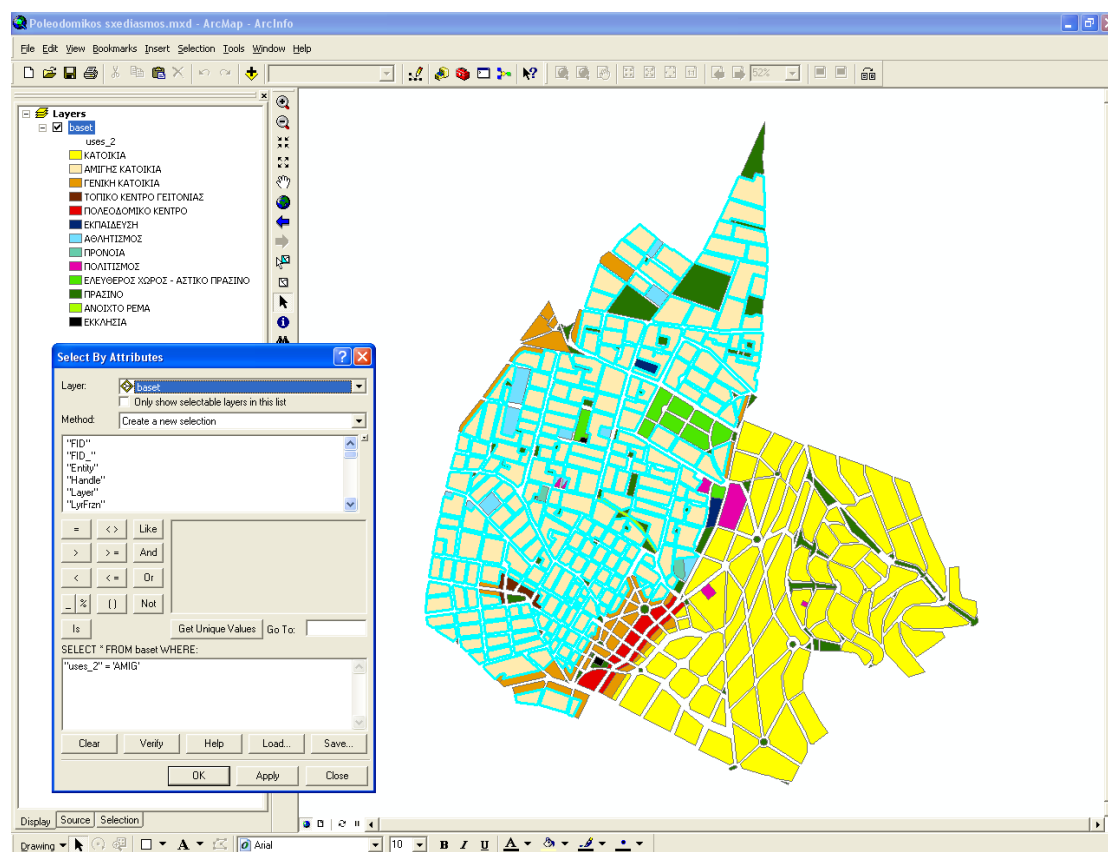 Poleodomikos sxediasmos.mxd - ArcMap - ArcInfo
File Edit View Bookmarks Insert Selection Tools Window Help
52%
Layers
baset
uses_2
ΚΑΤΟΙΚΙΑ
ΑΜΙΓΗΣ ΚΑΤΟΙΚΙΑ
ΓΕΝΙΚΗ ΚΑΤΟΙΚΙΑ
ΤΟΠΙΚΟ ΚΕΝΤΡΟ ΓΕΙΤΟΝΙΑΣ
ΠΟΛΕΟΔΟΜΙΚΟ ΚΕΝΤΡΟ
ΕΚΠΑΙΔΕΥΣΗ
ΑΘΛΗΤΙΣΜΟΣ
ΠΡΟΝΟΙΑ
ΠΟΛΙΤΙΣΜΟΣ
ΕΛΕΥΘΕΡΟΣ ΧΩΡΟΣ - ΑΣΤΙΚΟ ΠΡΑΣΙΝΟ
ΠΡΑΣΙΝΟ
ΑΝΟΙΧΤΟ ΡΕΜΑ
ΕΚΚΛΗΣΙΑ
Select By Attributes
Layer: baset
Only show selectable layers in this list
Method: Create a new selection
"FID"
"FID_"
"Entity"
"Handle"
"Layer"
"LyrFrzn"
= < > Like
> > = And
< < = Or
_ % ( ) Not
Is Get Unique Values Go To:
SELECT * FROM baset WHERE:
"uses_2" = 'AMIG'
Clear Verify Help Load... Save...
OK Apply Close
Display Source Selection
Drawing A Arial 10 B I U A